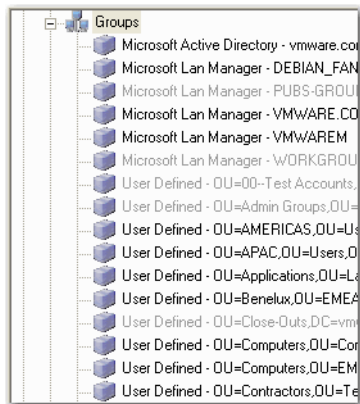 Groups
Microsoft Active Directory - vmware.co
Microsoft Lan Manager - DEBIAN_FAN
Microsoft Lan Manager - PUBS-GROU
Microsoft Lan Manager - VMWARE.CO
Microsoft Lan Manager - VMWAREM
Microsoft Lan Manager - WORKGROU
User Defined - OU=00--Test Accounts,
User Defined - OU=Admin Groups,OU=
User Defined - OU=AMERICAS,OU=Us
User Defined - OU=APAC,OU=Users,O
User Defined - OU=Applications,OU=La
User Defined - OU=Benelux,OU=EMEA
User Defined - OU=Close-Outs,DC=vm
User Defined - OU=Computers,OU=Cor
User Defined - OU=Computers,OU=EM
User Defined - OU=Contractors,OU=Te